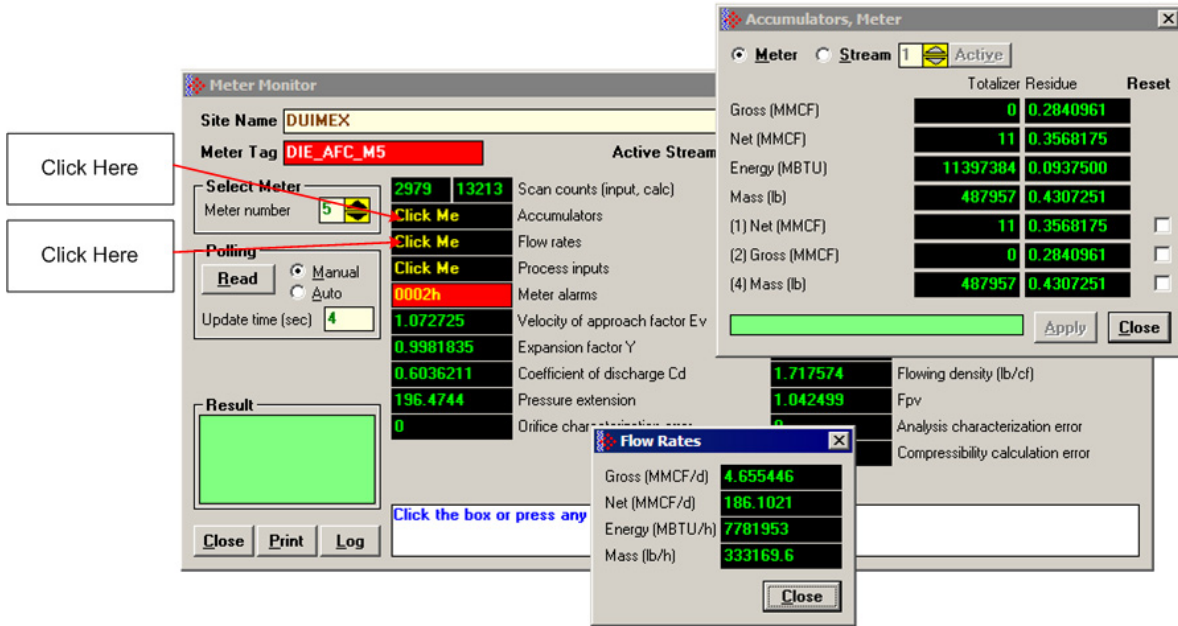 Accumulators, Meter
Meter Stream 1 Active
Totalizer Residue Reset
Gross (MMCF) 0 0.2840961
Net (MMCF) 11 0.3568175
Energy (MBTU) 11397384 0.0937500
Mass (lb) 487957 0.4307251
(1) Net (MMCF) 11 0.3568175
(2) Gross (MMCF) 0 0.2840961
(4) Mass (lb) 487957 0.4307251
Apply Close
Meter Monitor
Site Name DUIMEX
Meter Tag DIE_AFC_M5 Active Stream
Click Here
Click Here
Select Meter
Meter number 5
Polling
Read Manual
Auto
Update time (sec) 4
Result
Close Print Log
2979 13213 Scan counts (input, calc)
Click Me Accumulators
Click Me Flow rates
Click Me Process inputs
0002h Meter alarms
1.072725 Velocity of approach factor Ev
0.9981835 Expansion factor Y
0.6036211 Coefficient of discharge Cd
196.4744 Pressure extension
0 Orifice characterization error
1.717574 Flowing density (lb/cf)
1.042499 Fpv
Analysis characterization error
Compressibility calculation error
Click the box or press any
Flow Rates
Gross (MMCF/d) 4.655446
Net (MMCF/d) 186.1021
Energy (MBTU/h) 7781953
Mass (lb/h) 333169.6
Close